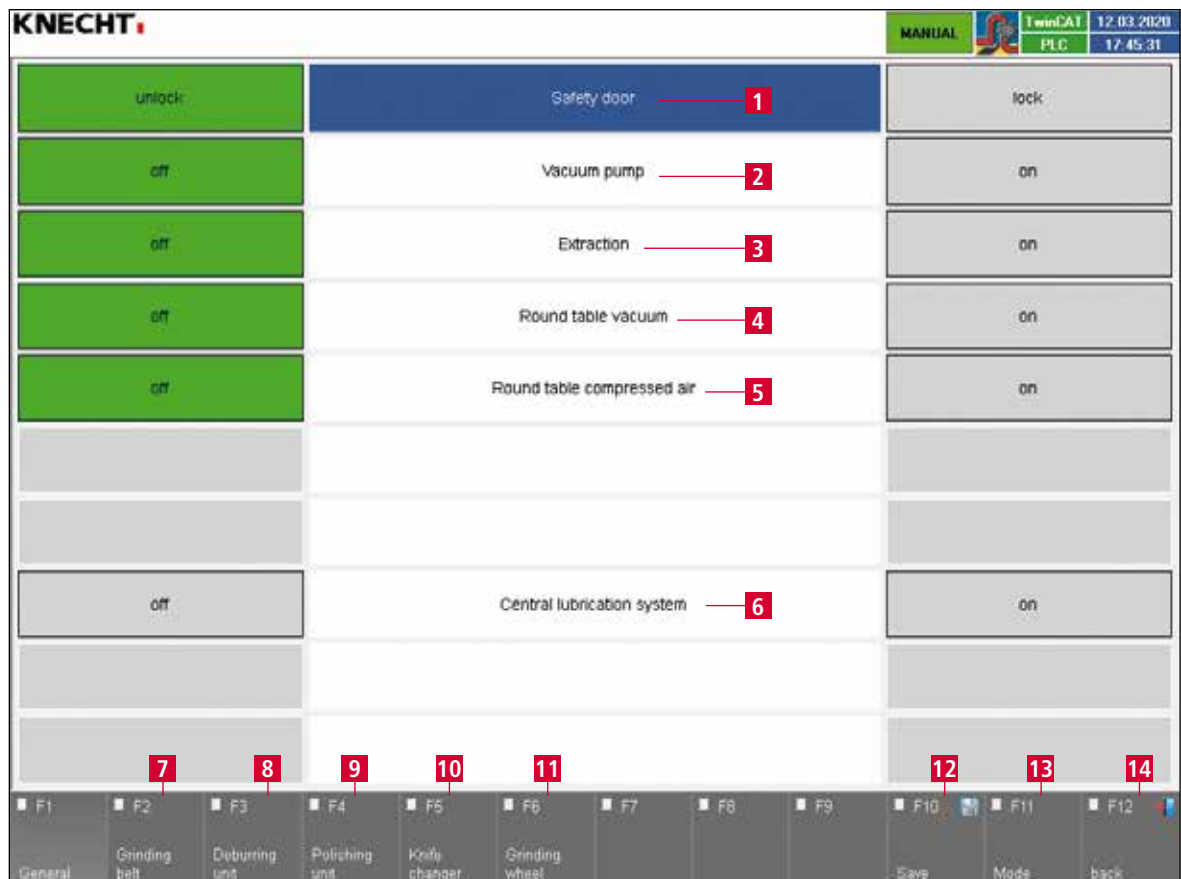 KNECHT
MANUAL
TwinCAT 12.03.2020
PLC 17:45:31
unlock Safety door 1 lock
off Vacuum pump 2 on
off Extraction 3 on
off Round table vacuum 4 on
off Round table compressed air 5 on
off Central lubrication system 6 on
7 8 9 10 11 12 13 14
F1 F2 F3 F4 F5 F6 F7 F8 F9 F10 F11 F12
Grinding Deburring Polishing Knife Grinding
General belt unit unit changer wheel Save Mode back